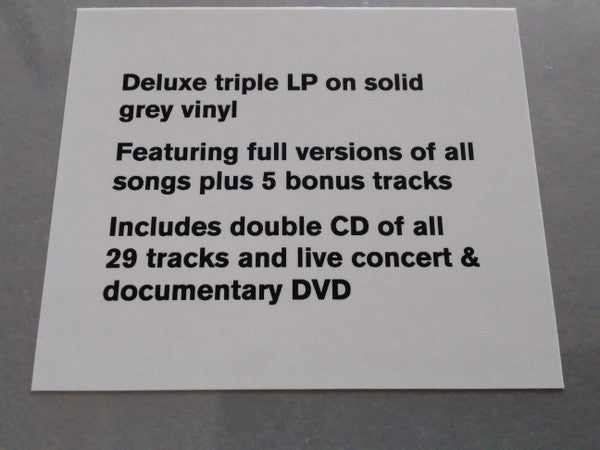 Deluxe triple LP on solid
grey vinyl
Featuring full versions of all
songs plus 5 bonus tracks
Includes double CD of all
29 tracks and live concert &
documentary DVD